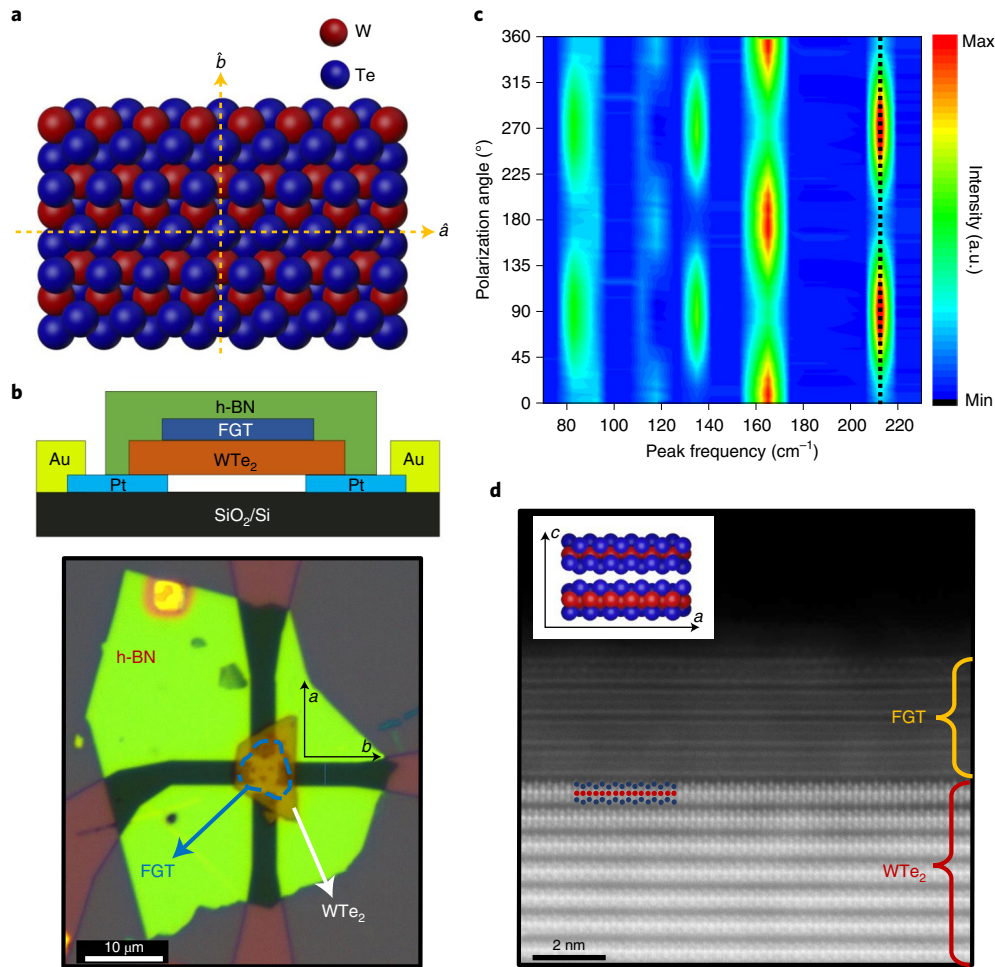 a
W
Te
b̂
â
b
h-BN
FGT
Au
WTe₂
Au
Pt
Pt
SiO₂/Si
h-BN
a
b
FGT
WTe₂
10 μm
c
360
315
270
225
180
135
90
45
0
Polarization angle (°)
80
100
120
140
160
180
200
220
Peak frequency (cm⁻¹)
Max
Intensity (a.u.)
Min
d
c
a
FGT
WTe₂
2 nm